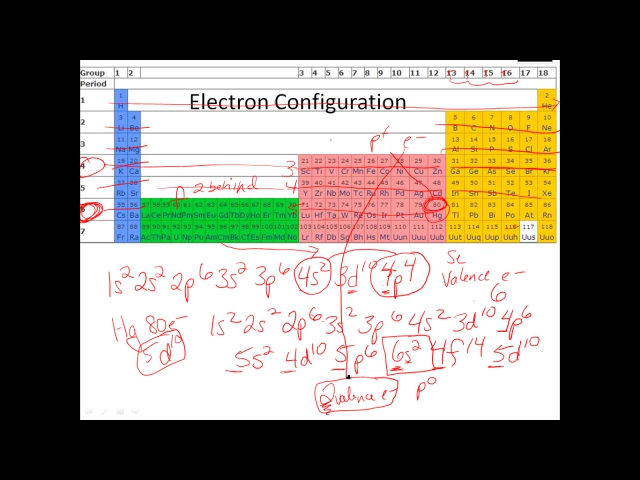 Group 1 2 3 4 5 6 7 8 9 10 11 12 13 14 15 16 17 18
Period
1 1 2
H He
Electron Configuration
2 5 6 7 8 9 10
Li Be B C N O F Ne
p+ e-
3 11 12
Na Mg Al Si P S Cl Ar
4 19 20 3 21 22 23 24 25 26 27 28 29 30 31 32 33 34 35 36
K Ca Sc Ti V Cr Mn Fe Co Ni Cu Zn Ga Ge As Se Br Kr
5 f 2 behind 4 39 40 41 42 43 44 45 46 47 48 49 50 51 52 53 54
Rb Sr Y Zr Nb Mo Tc Ru Rh Pd Ag Cd In Sn Sb Te I Xe
55 56 57 58 59 60 61 62 63 64 65 66 67 68 69 70 71 72 73 74 75 76 77 78 79 80 81 82 83 84 85 86
Cs Ba La Ce Pr Nd Pm Sm Eu Gd Tb Dy Ho Er Tm Yb Lu Hf Ta W Re Os Ir Pt Au Hg Tl Pb Bi Po At Rn
7 87 88 89 90 91 92 93 94 95 96 97 98 99 100 101 102 103 104 105 106 107 108 109 110 111 112 113 114 115 116 117 118
Fr Ra Ac Th Pa U Np Pu Am Cm Bk Cf Es Fm Md No Lr Rf Db Sg Bh Hs Mt Uun Uuu Uub Uut Uuq Uup Uuh Uus Uuo
1s² 2s² 2p⁶ 3s² 3p⁶ 4s² 3d¹⁰ 4p⁴ Se
Valence e-
6
Hg 80e- 1s² 2s² 2p⁶ 3s² 3p⁶ 4s² 3d¹⁰ 4p⁶
5d¹⁰ 5s² 4d¹⁰ 5p⁶ 6s² 4f¹⁴ 5d¹⁰
2 valence e- p⁰